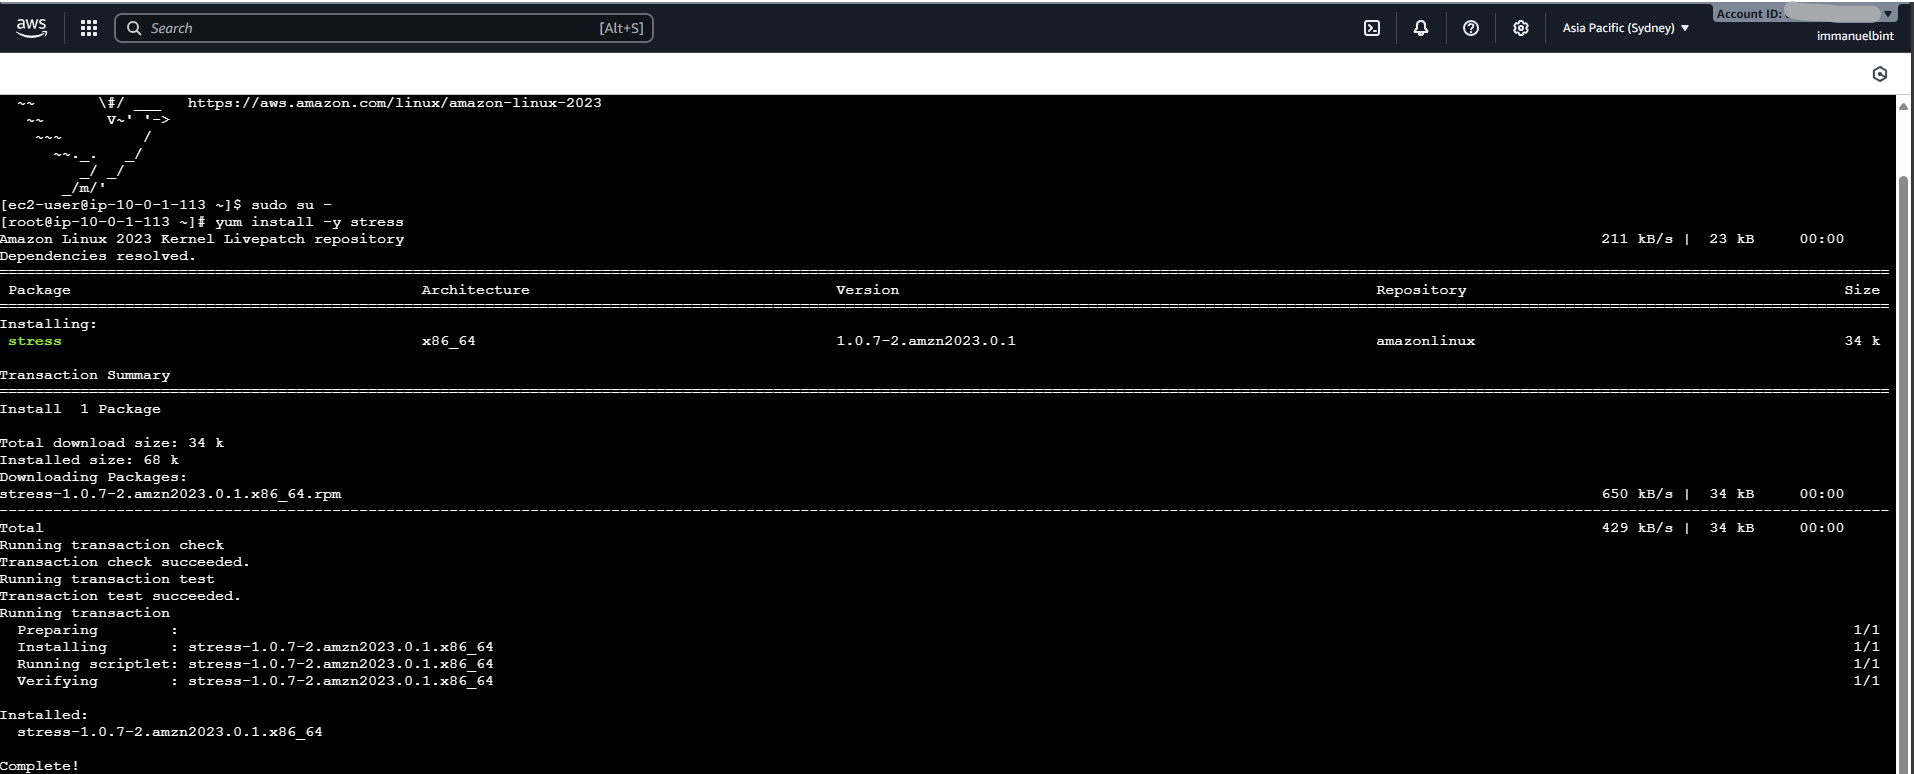 aws
Search [Alt+S]
Asia Pacific (Sydney)
Account ID:
immanuelbint
~~ \#/ ___ https://aws.amazon.com/linux/amazon-linux-2023
~~ V~' '->
~~~ /
~~._. _/
_/ _/
_/m/'
[ec2-user@ip-10-0-1-113 ~]$ sudo su -
[root@ip-10-0-1-113 ~]# yum install -y stress
Amazon Linux 2023 Kernel Livepatch repository 211 kB/s | 23 kB 00:00
Dependencies resolved.
Package Architecture Version Repository Size
Installing:
stress x86_64 1.0.7-2.amzn2023.0.1 amazonlinux 34 k
Transaction Summary
Install 1 Package
Total download size: 34 k
Installed size: 68 k
Downloading Packages:
stress-1.0.7-2.amzn2023.0.1.x86_64.rpm 650 kB/s | 34 kB 00:00
Total 429 kB/s | 34 kB 00:00
Running transaction check
Transaction check succeeded.
Running transaction test
Transaction test succeeded.
Running transaction
Preparing : 1/1
Installing : stress-1.0.7-2.amzn2023.0.1.x86_64 1/1
Running scriptlet: stress-1.0.7-2.amzn2023.0.1.x86_64 1/1
Verifying : stress-1.0.7-2.amzn2023.0.1.x86_64 1/1
Installed:
stress-1.0.7-2.amzn2023.0.1.x86_64
Complete!